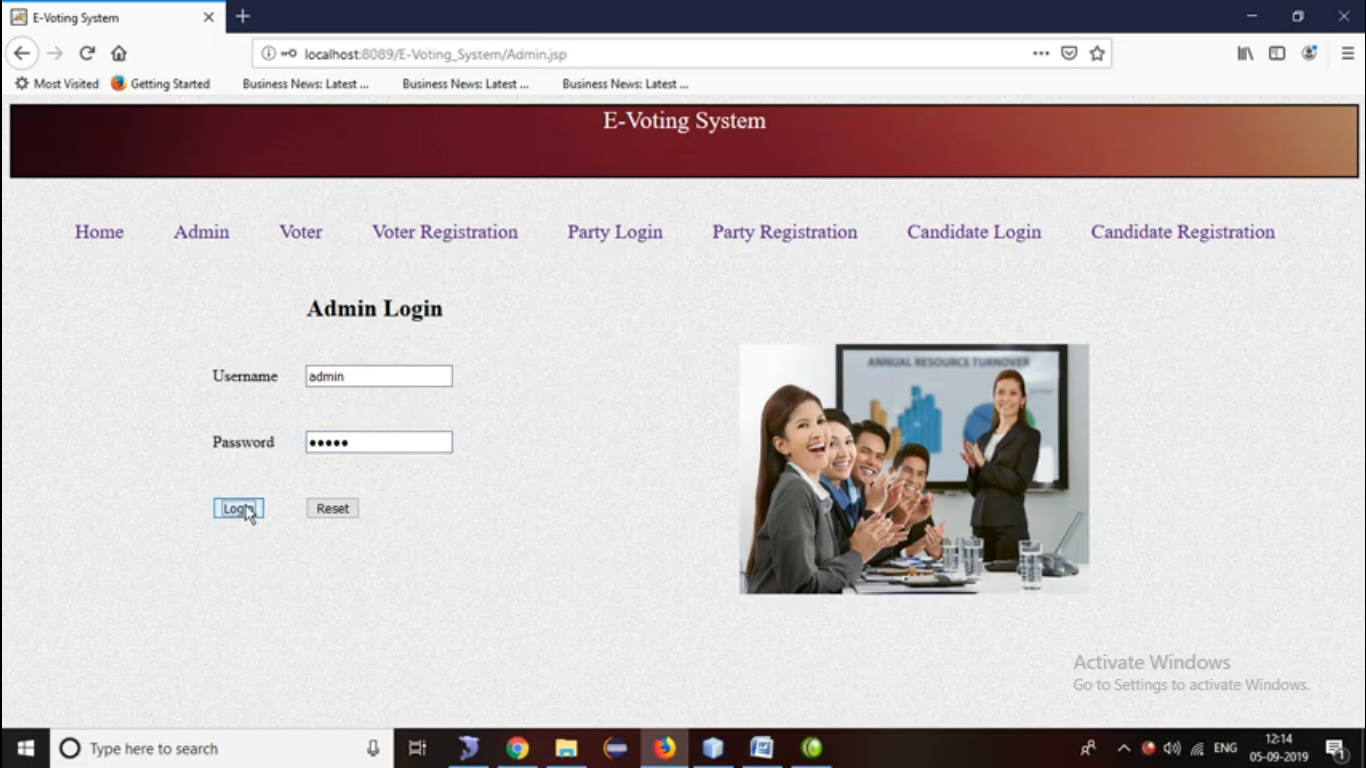 E-Voting System
localhost:8089/E-Voting_System/Admin.jsp
Most Visited Getting Started Business News: Latest ... Business News: Latest ... Business News: Latest ...
E-Voting System
Home Admin Voter Voter Registration Party Login Party Registration Candidate Login Candidate Registration
Admin Login
Username admin
Password •••••
Login Reset
ANNUAL RESOURCE TURNOVER
Activate Windows
Go to Settings to activate Windows.
Type here to search
ENG
12:14
05-09-2019
1